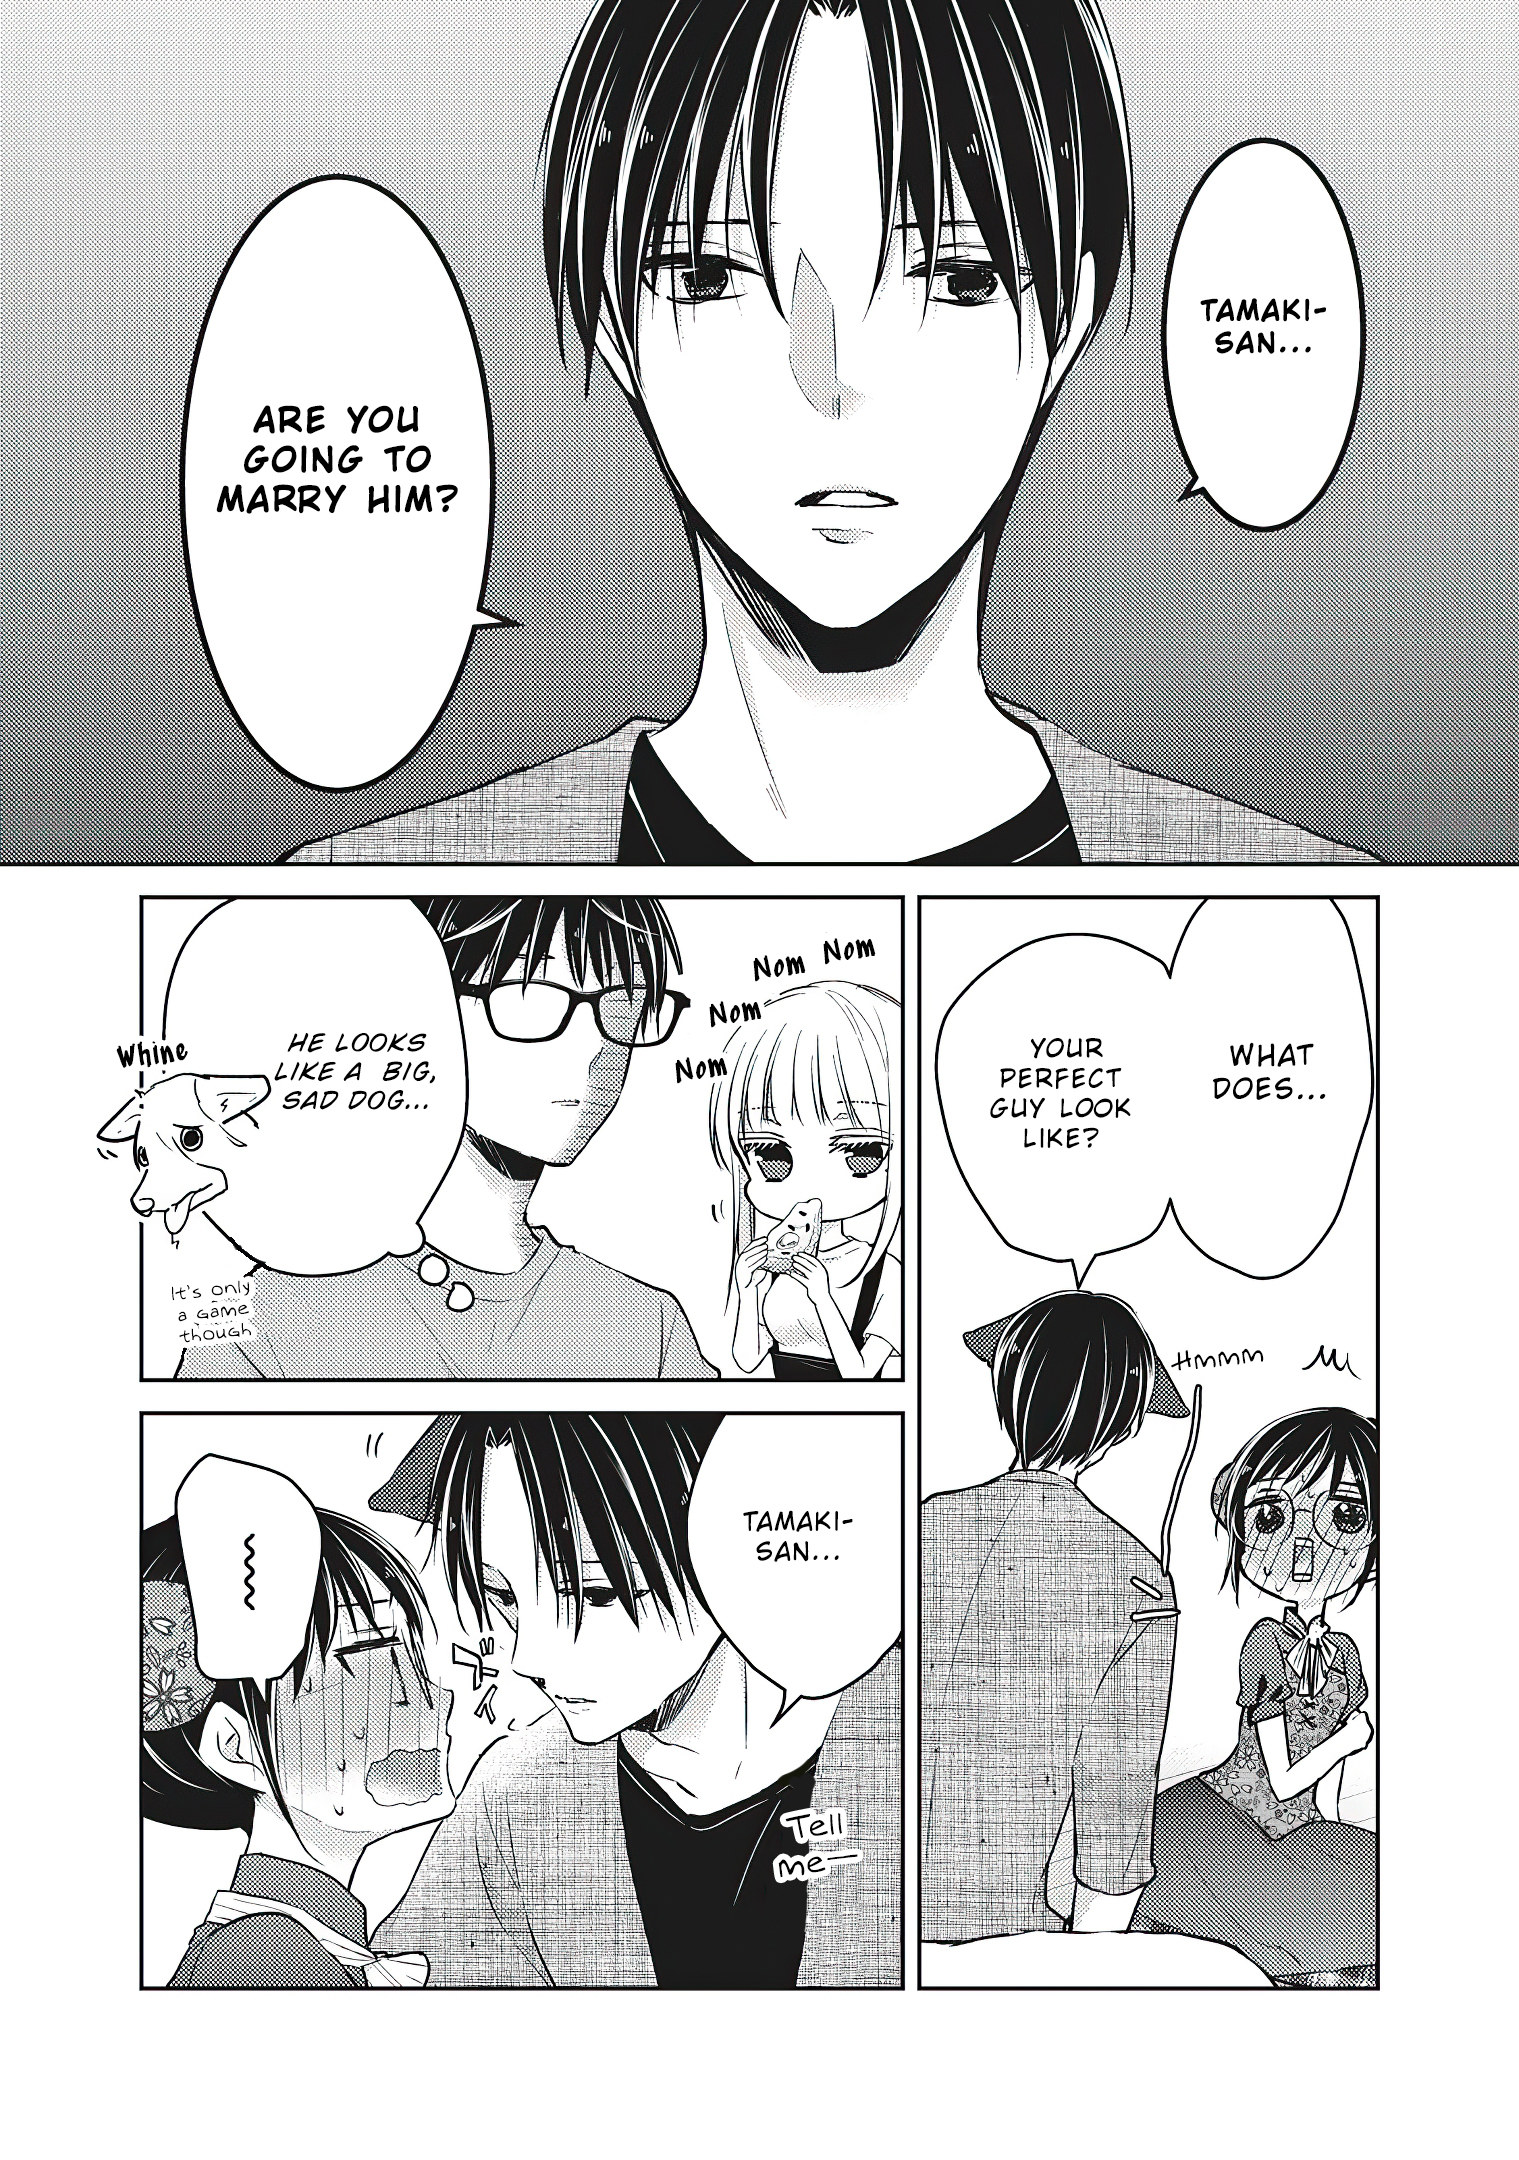 TAMAKI-
SAN...
ARE YOU
GOING TO
MARRY HIM?
WHAT
DOES...
YOUR
PERFECT
GUY LOOK
LIKE?
Hmmm
Nom Nom
Nom
Nom
HE LOOKS
LIKE A BIG,
SAD DOG...
Whine
It's only
a game
though
TAMAKI-
SAN...
Tell
me—